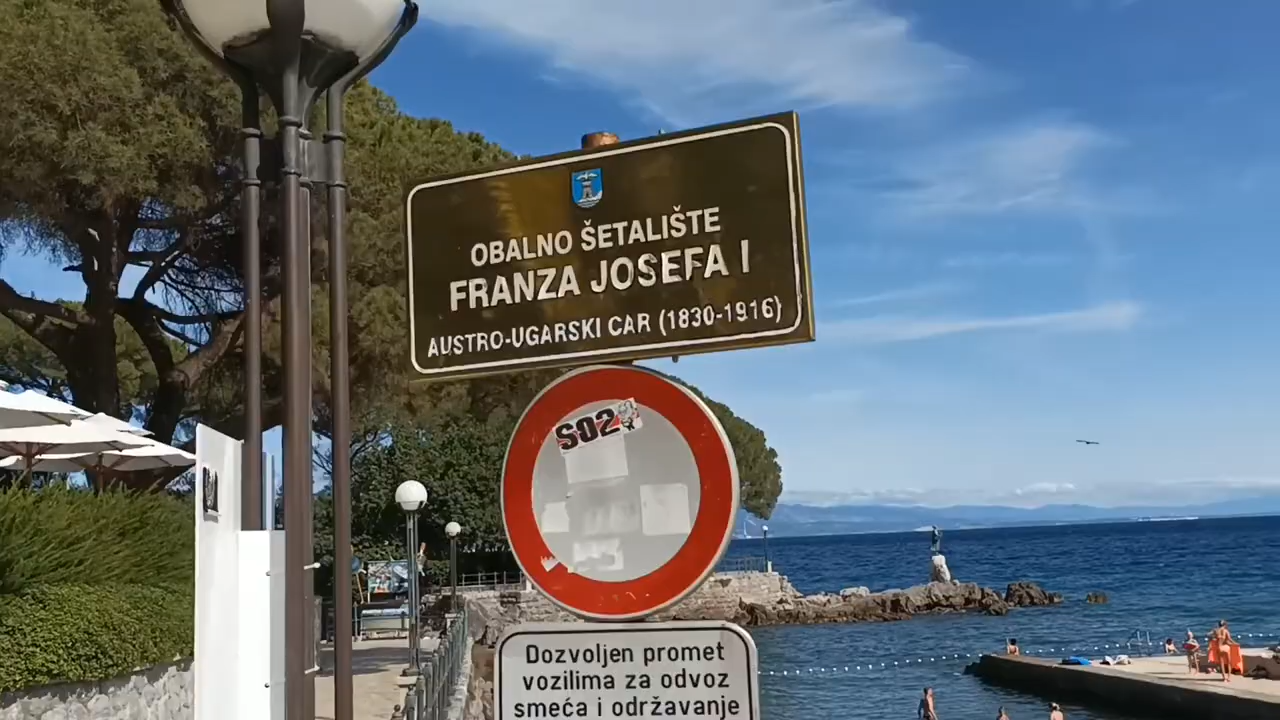 OBALNO ŠETALIŠTE
FRANZA JOSEFA I
AUSTRO-UGARSKI CAR (1830-1916)
SO2
Dozvoljen promet
vozilima za odvoz
smeća i održavanje